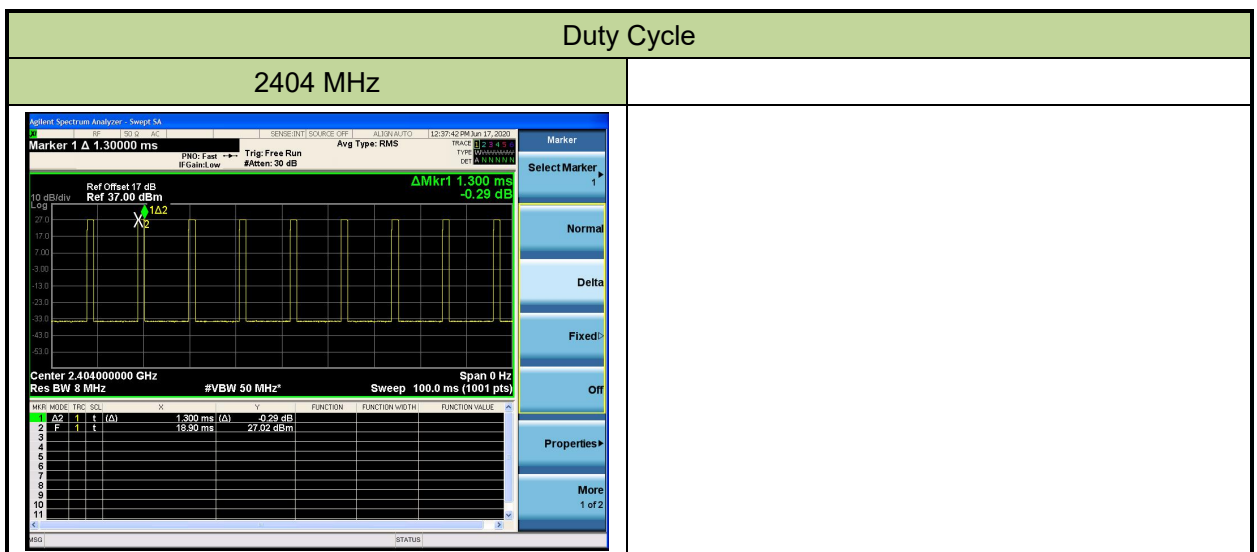 Duty Cycle
2404 MHz
Agilent Spectrum Analyzer - Swept SA
RF 50 Ω AC SENSE:INT SOURCE OFF ALIGN AUTO 12:37:42 PM Jun 17, 2020
Marker 1 Δ 1.30000 ms
PNO: Fast Trig: Free Run Avg Type: RMS TRACE 1 2 3 4 5 6
IFGain:Low #Atten: 30 dB TYPE
DET A N N N N N
Ref Offset 17 dB ΔMkr1 1.300 ms
10 dB/div Ref 37.00 dBm -0.29 dB
Log
1Δ2
2
27.0
17.0
7.00
-3.00
-13.0
-23.0
-33.0
-43.0
-53.0
Center 2.404000000 GHz Span 0 Hz
Res BW 8 MHz #VBW 50 MHz* Sweep 100.0 ms (1001 pts)
MKR MODE TRC SCL X Y FUNCTION FUNCTION WIDTH FUNCTION VALUE
1 Δ2 1 t (Δ) 1.300 ms (Δ) -0.29 dB
2 F 1 t 18.90 ms 27.02 dBm
3
4
5
6
7
8
9
10
11
MSG STATUS
Marker
Select Marker
1
Normal
Delta
Fixed
Off
Properties
More
1 of 2